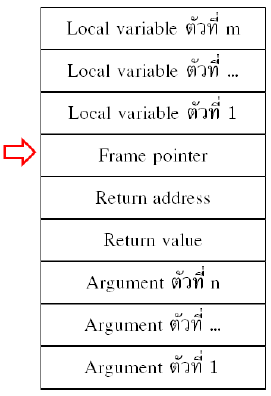 Local variable ตัวที่ m
Local variable ตัวที่ ...
Local variable ตัวที่ 1
Frame pointer
Return address
Return value
Argument ตัวที่ n
Argument ตัวที่ ...
Argument ตัวที่ 1